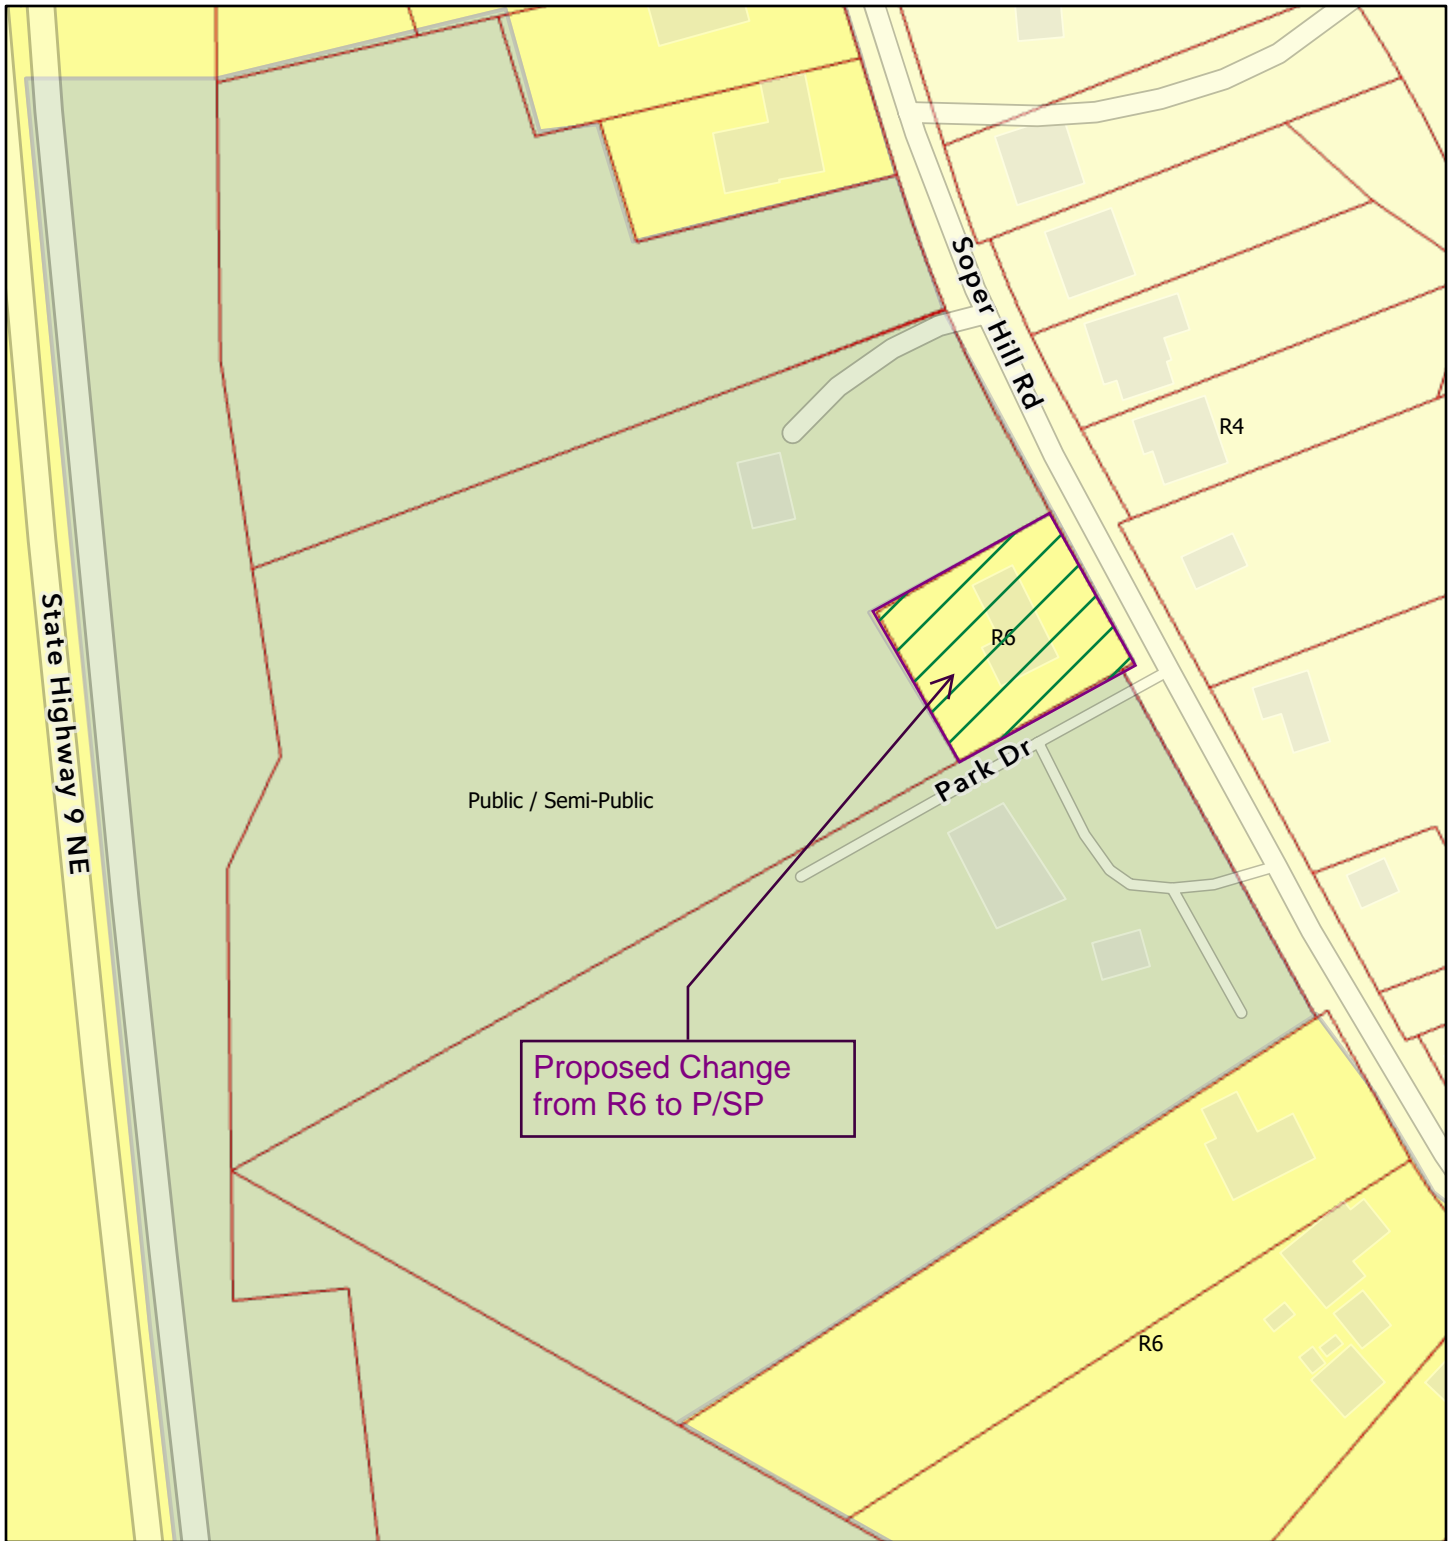 Soper Hill Rd
R4
State Highway 9 NE
R6
Park Dr
Public / Semi-Public
Proposed Change
from R6 to P/SP
R6